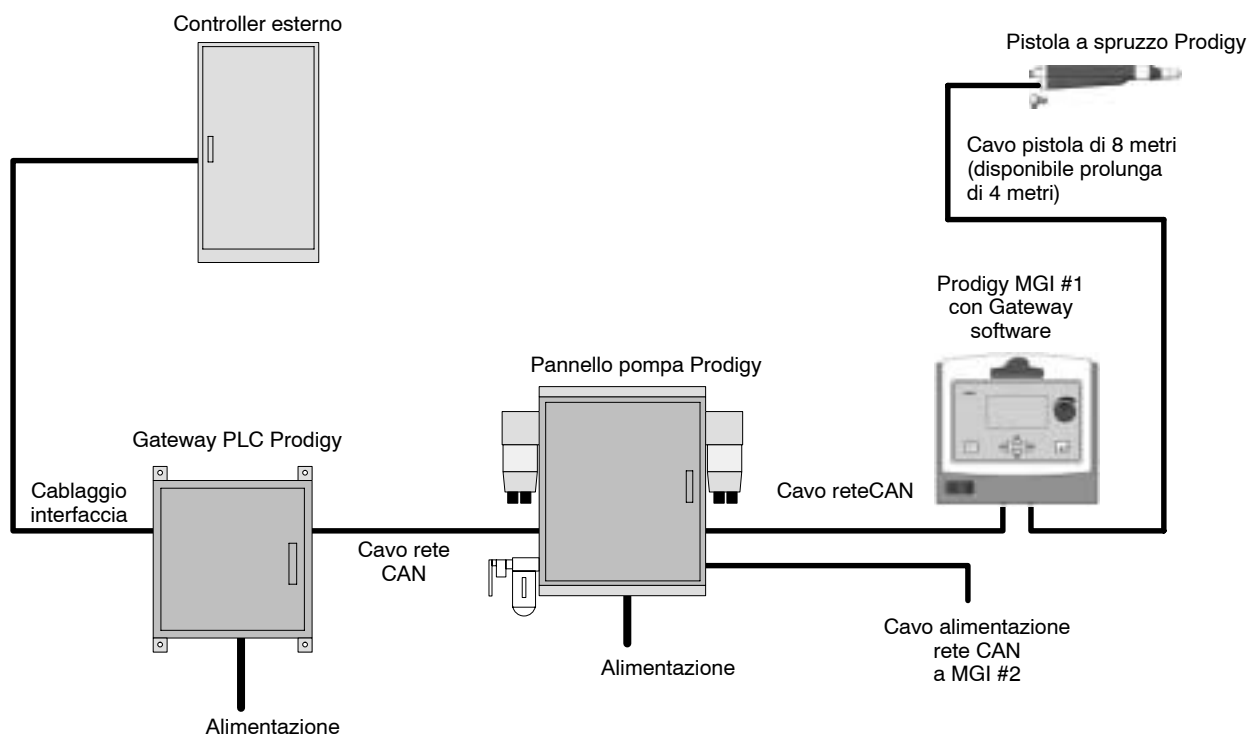 Controller esterno
Pistola a spruzzo Prodigy
Cavo pistola di 8 metri
(disponibile prolunga
di 4 metri)
Prodigy MGI #1
con Gateway
software
Pannello pompa Prodigy
Gateway PLC Prodigy
Cablaggio
interfaccia
Cavo rete
CAN
Cavo reteCAN
Cavo alimentazione
rete CAN
a MGI #2
Alimentazione
Alimentazione